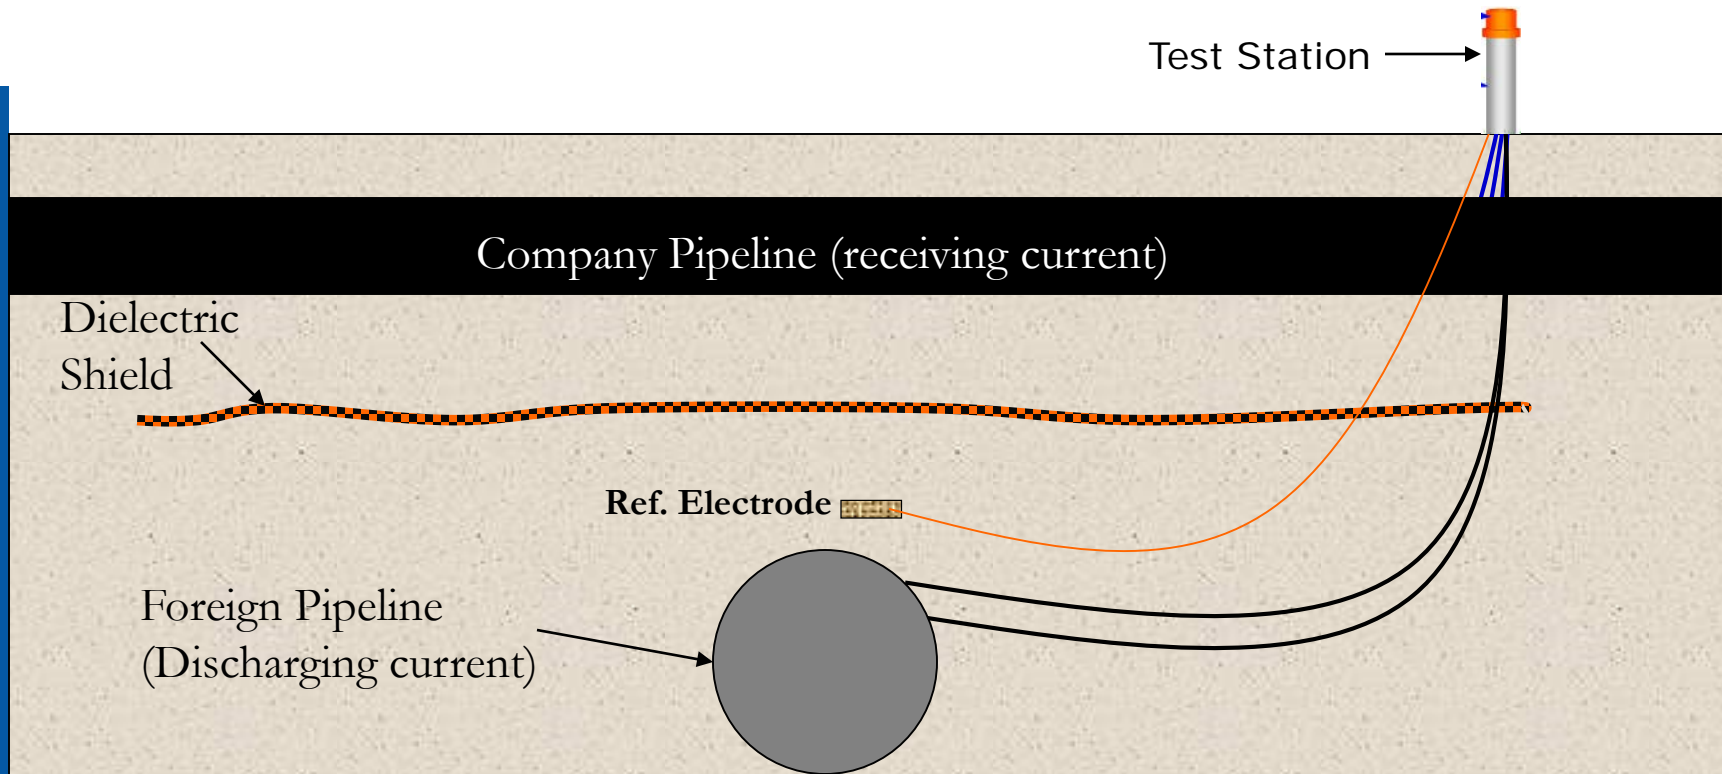 Test Station
Company Pipeline (receiving current)
Dielectric
Shield
Ref. Electrode
Foreign Pipeline
(Discharging current)